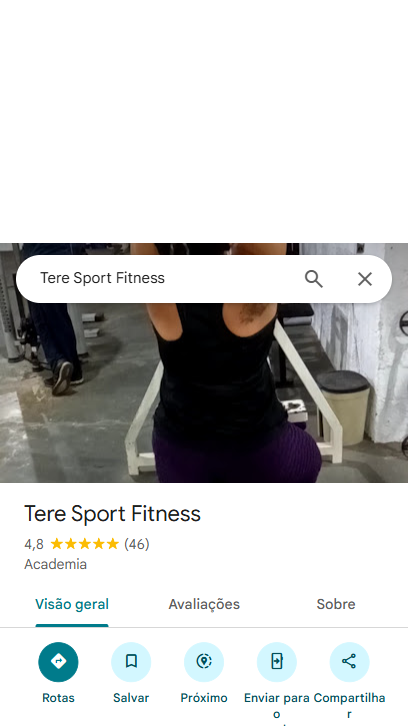 Tere Sport Fitness
Tere Sport Fitness
4,8 (46)
Academia
Visão geral Avaliações Sobre
Rotas Salvar Próximo Enviar para o Compartilhar